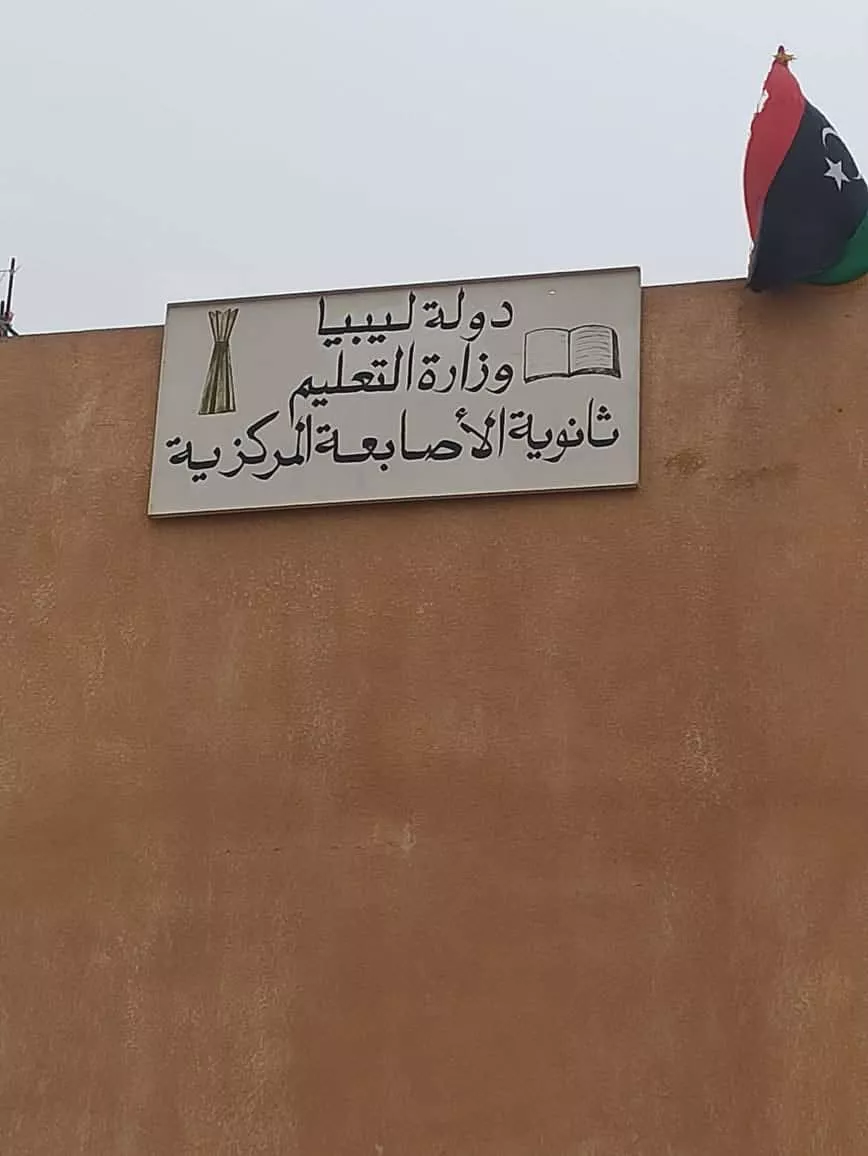 دولة ليبيا
وزارة التعليم
ثانوية الأصابعة المركزية